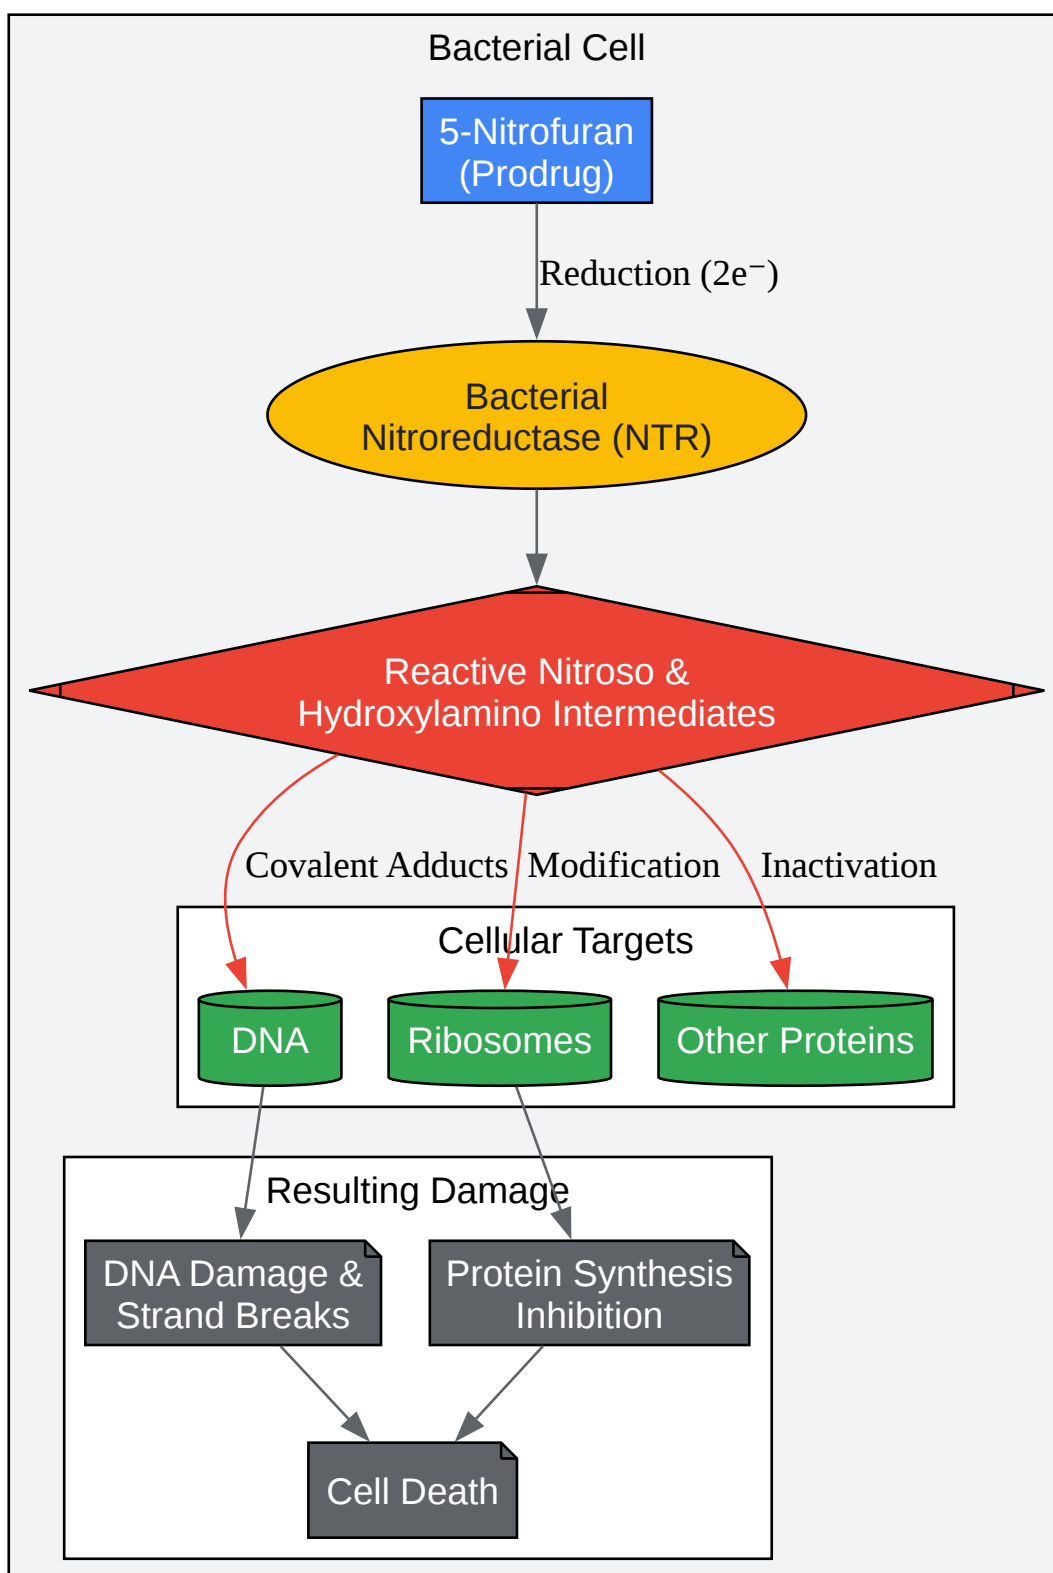 Bacterial Cell
5-Nitrofuran
(Prodrug)
Reduction (2e⁻)
Bacterial
Nitroreductase (NTR)
Reactive Nitroso &
Hydroxylamino Intermediates
Covalent Adducts
Modification
Inactivation
Cellular Targets
DNA
Ribosomes
Other Proteins
Resulting Damage
DNA Damage &
Strand Breaks
Protein Synthesis
Inhibition
Cell Death